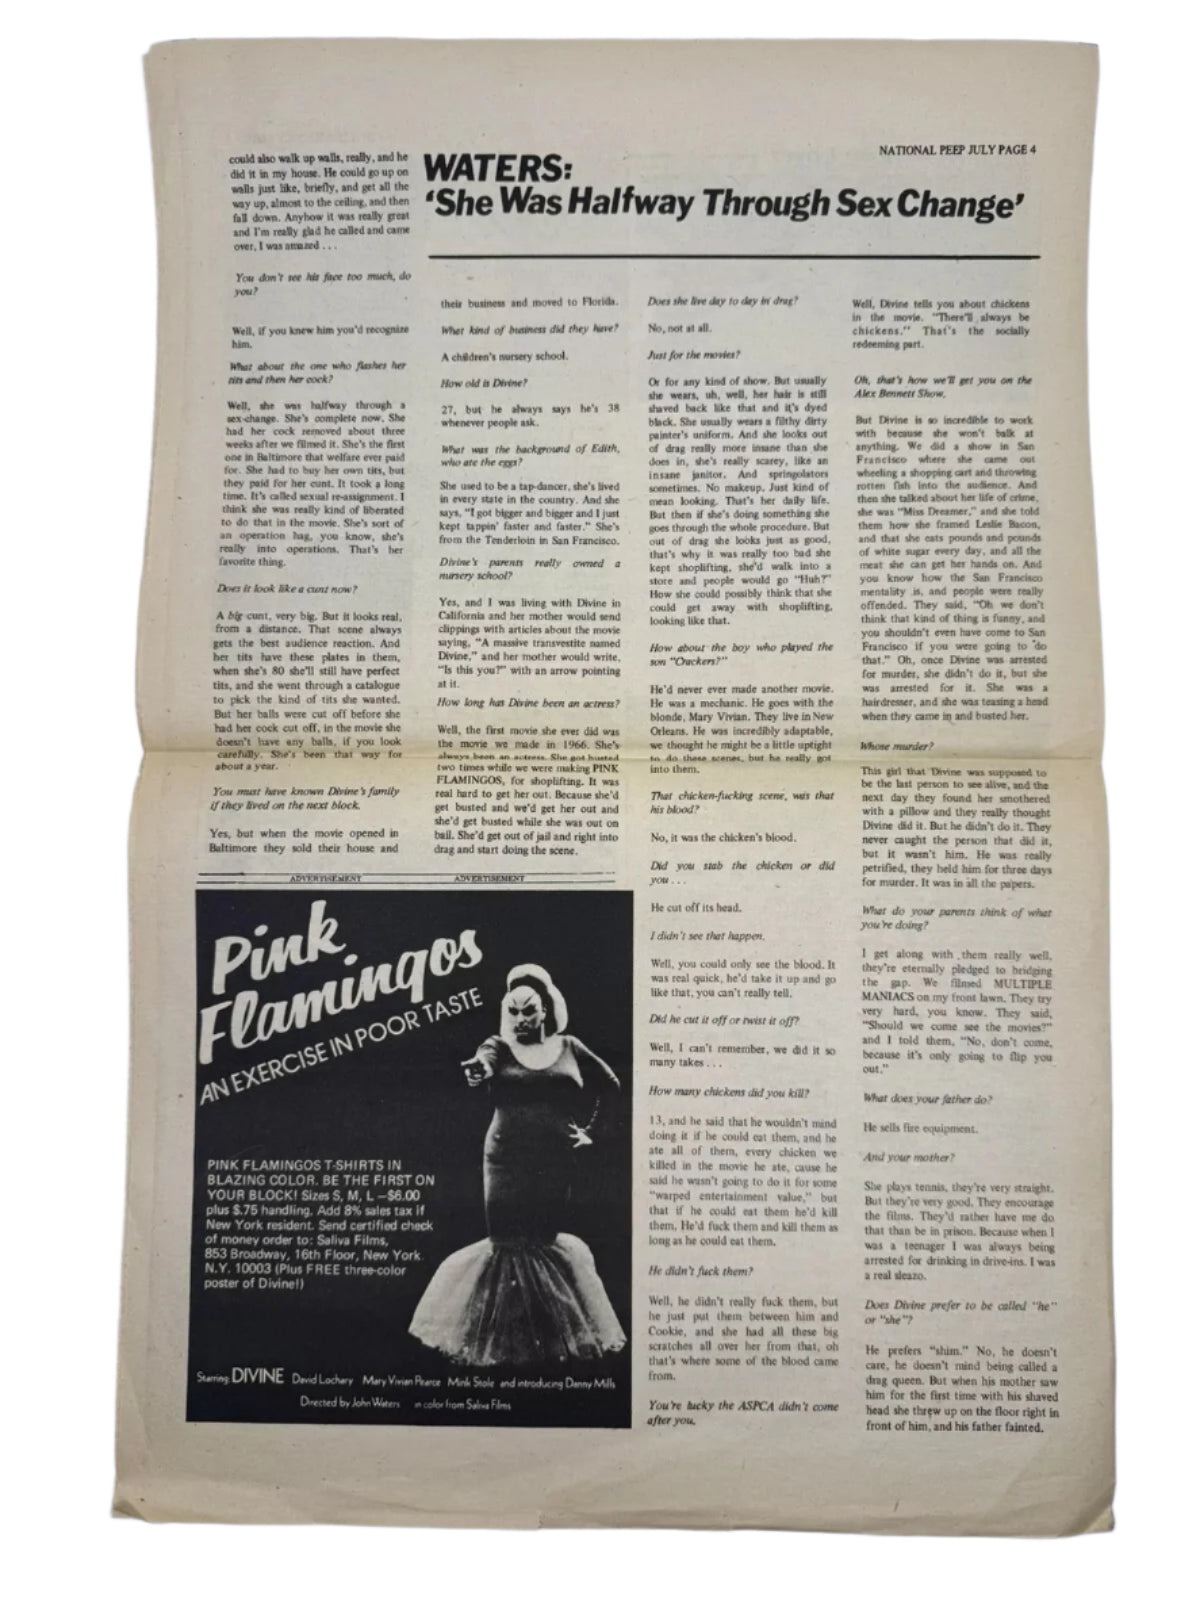 NATIONAL PEEP JULY PAGE 4
WATERS:
'She Was Halfway Through Sex Change'
could also walk up walls, really, and he
did it in my house. He could go up on
walls just like, briefly, and get all the
way up, almost to the ceiling, and then
fall down. Anyhow it was really great
and I'm really glad he called and came
over, I was amazed . . .
You don't see his face too much, do
you?
Well, if you knew him you'd recognize
him.
What about the one who flashes her
tits and then her cock?
Well, she was halfway through a
sex-change. She's complete now. She
had her cock removed about three
weeks after we filmed it. She's the first
one in Baltimore that welfare ever paid
for. She had to buy her own tits, but
they paid for her cunt. It took a long
time. It's called sexual re-assignment. I
think she was really kind of liberated
to do that in the movie. She's sort of
an operation hag, you know, she's
really into operations. That's her
favorite thing.
Does it look like a cunt now?
A big cunt, very big. But it looks real,
from a distance. That scene always
gets the best audience reaction. And
her tits have these plates in them,
when she's 80 she'll still have perfect
tits, and she went through a catalogue
to pick the kind of tits she wanted.
But her balls were cut off before she
had her cock cut off, in the movie she
doesn't have any balls, if you look
carefully. She's been that way for
about a year.
You must have known Divine's family
if they lived on the next block.
Yes, but when the movie opened in
Baltimore they sold their house and
their business and moved to Florida.
What kind of business did they have?
A children's nursery school.
How old is Divine?
27, but he always says he's 38
whenever people ask.
What was the background of Edith,
who ate the eggs?
She used to be a tap-dancer, she's lived
in every state in the country. And she
says, "I got bigger and bigger and I just
kept tappin' faster and faster." She's
from the Tenderloin in San Francisco.
Divine's parents really owned a
nursery school?
Yes, and I was living with Divine in
California and her mother would send
clippings with articles about the movie
saying, "A massive transvestite named
Divine," and her mother would write,
"Is this you?" with an arrow pointing
at it.
How long has Divine been an actress?
Well, the first movie she ever did was
the movie we made in 1966. She's
always been an actress. She got busted
two times while we were making PINK
FLAMINGOS, for shoplifting. It was
real hard to get her out. Because she'd
get busted and we'd get her out and
she'd get busted while she was out on
bail. She'd get out of jail and right into
drag and start doing the scene.
Does she live day to day in drag?
No, not at all.
Just for the movies?
Or for any kind of show. But usually
she wears, uh, well, her hair is still
shaved back like that and it's dyed
black. She usually wears a filthy dirty
painter's uniform. And she looks out
of drag really more insane than she
does in, she's really scarey, like an
insane janitor. And springolators
sometimes. No makeup. Just kind of
mean looking. That's her daily life.
But then if she's doing something she
goes through the whole procedure. But
out of drag she looks just as good,
that's why it was really too bad she
kept shoplifting, she'd walk into a
store and people would go "Huh?"
How she could possibly think that she
could get away with shoplifting,
looking like that.
How about the boy who played the
son "Crackers?"
He'd never ever made another movie.
He was a mechanic. He goes with the
blonde, Mary Vivian. They live in New
Orleans. He was incredibly adaptable,
we thought he might be a little uptight
to do these scenes, but he really got
into them.
That chicken-fucking scene, was that
his blood?
No, it was the chicken's blood.
Did you stab the chicken or did
you . . .
He cut off its head.
I didn't see that happen.
Well, you could only see the blood. It
was real quick, he'd take it up and go
like that, you can't really tell.
Did he cut it off or twist it off?
Well, I can't remember, we did it so
many takes . . .
How many chickens did you kill?
13, and he said that he wouldn't mind
doing it if he could eat them, and he
ate all of them, every chicken we
killed in the movie he ate, cause he
said he wasn't going to do it for some
"warped entertainment value," but
that if he could eat them he'd kill
them. He'd fuck them and kill them as
long as he could eat them.
He didn't fuck them?
Well, he didn't really fuck them, but
he just put them between him and
Cookie, and she had all these big
scratches all over her from that, oh
that's where some of the blood came
from.
You're lucky the ASPCA didn't come
after you.
Well, Divine tells you about chickens
in the movie. "There'll always be
chickens." That's the socially
redeeming part.
Oh, that's how we'll get you on the
Alex Bennett Show.
But Divine is so incredible to work
with because she won't balk at
anything. We did a show in San
Francisco where she came out
wheeling a shopping cart and throwing
rotten fish into the audience. And
then she talked about her life of crime,
she was "Miss Dreamer," and she told
them how she framed Leslie Bacon,
and that she eats pounds and pounds
of white sugar every day, and all the
meat she can get her hands on. And
you know how the San Francisco
mentality is, and people were really
offended. They said, "Oh we don't
think that kind of thing is funny, and
you shouldn't even have come to San
Francisco if you were going to do
that." Oh, once Divine was arrested
for murder, she didn't do it, but she
was arrested for it. She was a
hairdresser, and she was teasing a head
when they came in and busted her.
Whose murder?
This girl that Divine was supposed to
be the last person to see alive, and the
next day they found her smothered
with a pillow and they really thought
Divine did it. But he didn't do it. They
never caught the person that did it,
but it wasn't him. He was really
petrified, they held him for three days
for murder. It was in all the papers.
What do your parents think of what
you're doing?
I get along with them really well,
they're eternally pledged to bridging
the gap. We filmed MULTIPLE
MANIACS on my front lawn. They try
very hard, you know. They said,
"Should we come see the movies?"
and I told them, "No, don't come,
because it's only going to flip you
out."
What does your father do?
He sells fire equipment.
And your mother?
She plays tennis, they're very straight.
But they're very good. They encourage
the films. They'd rather have me do
that than be in prison. Because when I
was a teenager I was always being
arrested for drinking in drive-ins. I was
a real sleazo.
Does Divine prefer to be called "he"
or "she"?
He prefers "shim." No, he doesn't
care, he doesn't mind being called a
drag queen. But when his mother saw
him for the first time with his shaved
head she threw up on the floor right in
front of him, and his father fainted.
ADVERTISEMENT ADVERTISEMENT
Pink
Flamingos
AN EXERCISE IN POOR TASTE
PINK FLAMINGOS T-SHIRTS IN
BLAZING COLOR. BE THE FIRST ON
YOUR BLOCK! Sizes S, M, L –$6.00
plus $.75 handling. Add 8% sales tax if
New York resident. Send certified check
of money order to: Saliva Films,
853 Broadway, 16th Floor, New York.
N.Y. 10003 (Plus FREE three-color
poster of Divine!)
Starring DIVINE David Lochary Mary Vivian Pearce Mink Stole and introducing Danny Mills
Directed by John Waters in color from Saliva Films